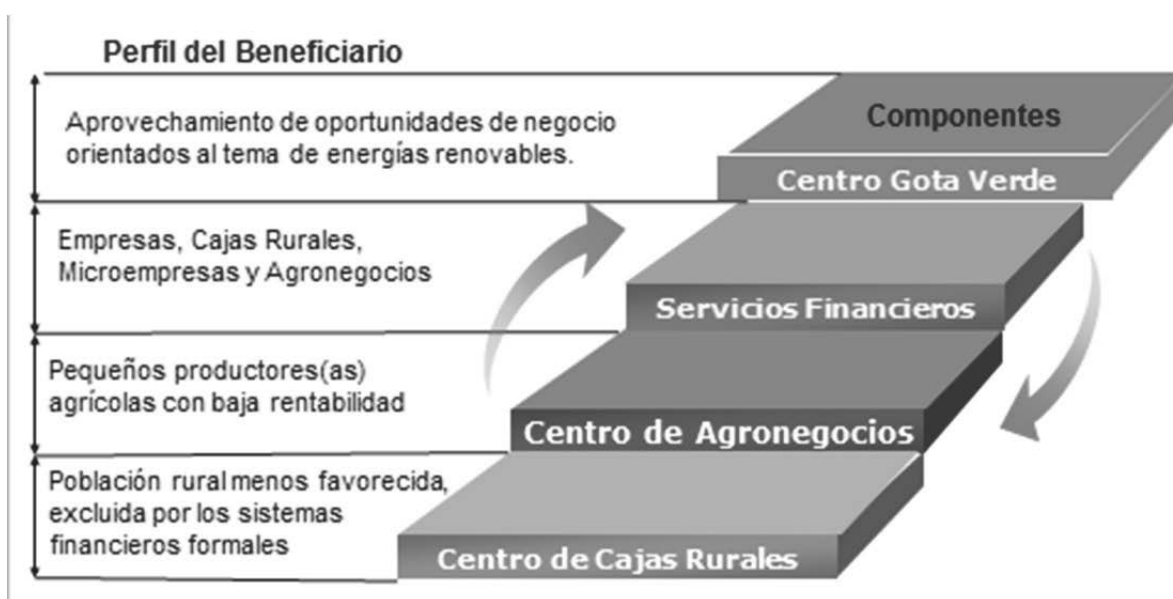 Perfil del Beneficiario
Componentes
Aprovechamiento de oportunidades de negocio
orientados al tema de energías renovables.
Centro Gota Verde
Empresas, Cajas Rurales,
Microempresas y Agronegocios
Servicios Financieros
Pequeños productores(as)
agrícolas con baja rentabilidad
Centro de Agronegocios
Población rural menos favorecida,
excluida por los sistemas
financieros formales
Centro de Cajas Rurales